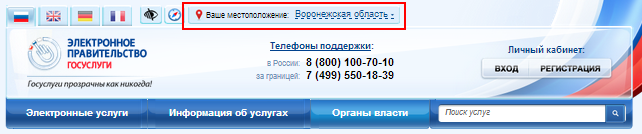 Ваше местоположение: Воронежская область
ЭЛЕКТРОННОЕ
ПРАВИТЕЛЬСТВО
ГОСУСЛУГИ
Госуслуги прозрачны как никогда!
Телефоны поддержки:
в России: 8 (800) 100-70-10
за границей: 7 (499) 550-18-39
Личный кабинет:
ВХОД РЕГИСТРАЦИЯ
Электронные услуги Информация об услугах Органы власти Поиск услуг